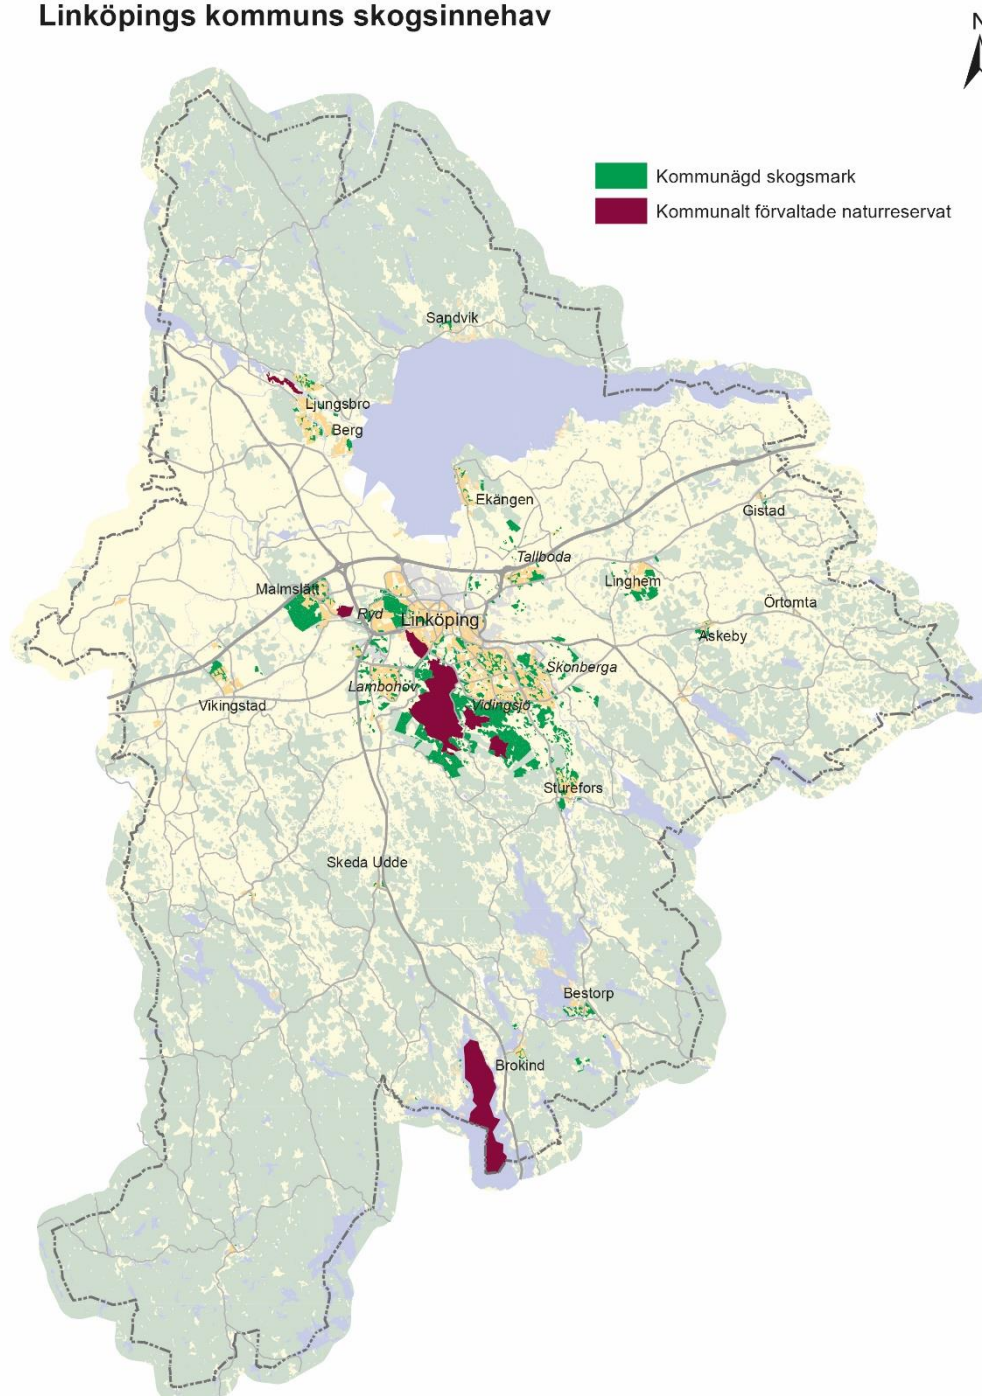 Linköpings kommuns skogsinnehav
N
Kommunägd skogsmark
Kommunalt förvaltade naturreservat
Sandvik
Ljungsbro
Berg
Ekängen
Gistad
Tallboda
Linghem
Malmslätt
Örtomta
Ryd
Linköping
Askeby
Skonberga
Lambohöv
Vikingstad
Vidingsjö
Sturefors
Skeda Udde
Bestorp
Brokind